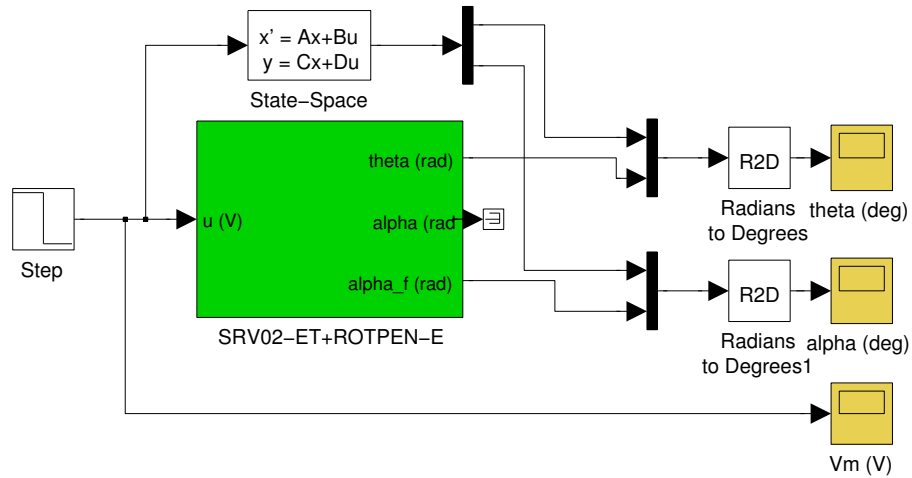 x' = Ax+Bu
y = Cx+Du
State−Space
theta (rad)
R2D
u (V)
alpha (rad
Radians
to Degrees
theta (deg)
Step
alpha_f (rad)
R2D
SRV02−ET+ROTPEN−E
Radians
to Degrees1
alpha (deg)
Vm (V)